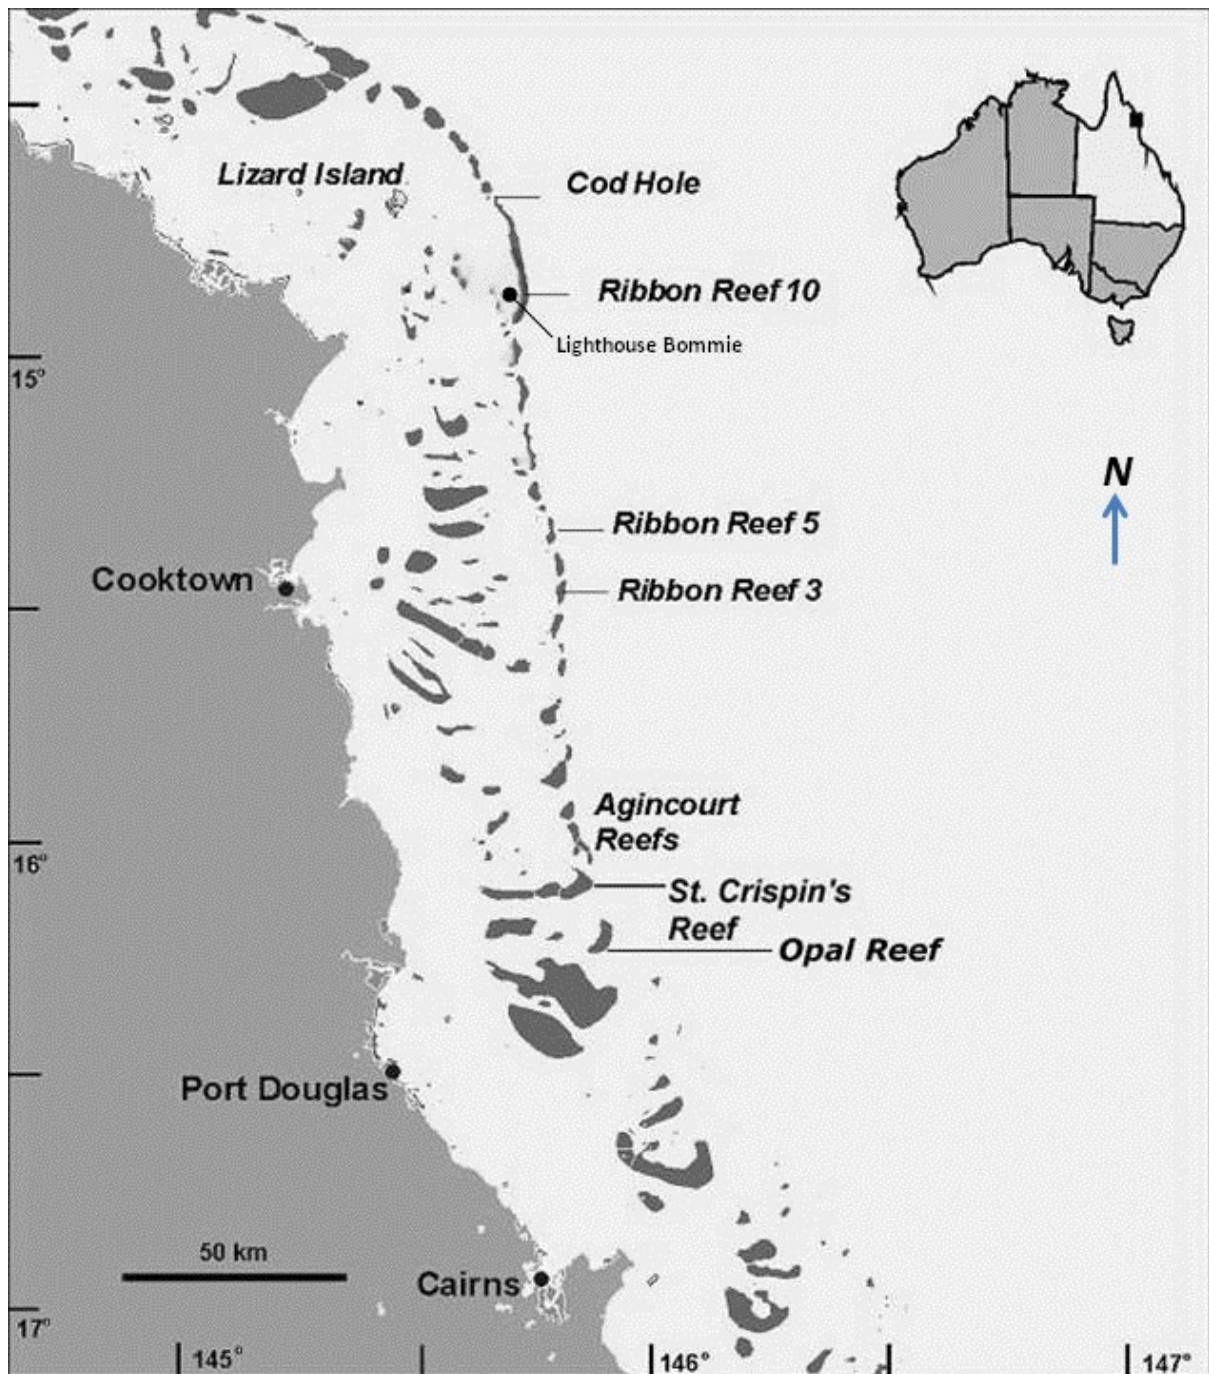 Lizard Island
Cod Hole
Ribbon Reef 10
Lighthouse Bommie
15°
N
Ribbon Reef 5
Cooktown
Ribbon Reef 3
Agincourt
Reefs
16°
St. Crispin's
Reef
Opal Reef
Port Douglas
50 km
Cairns
17°
145°
146°
147°